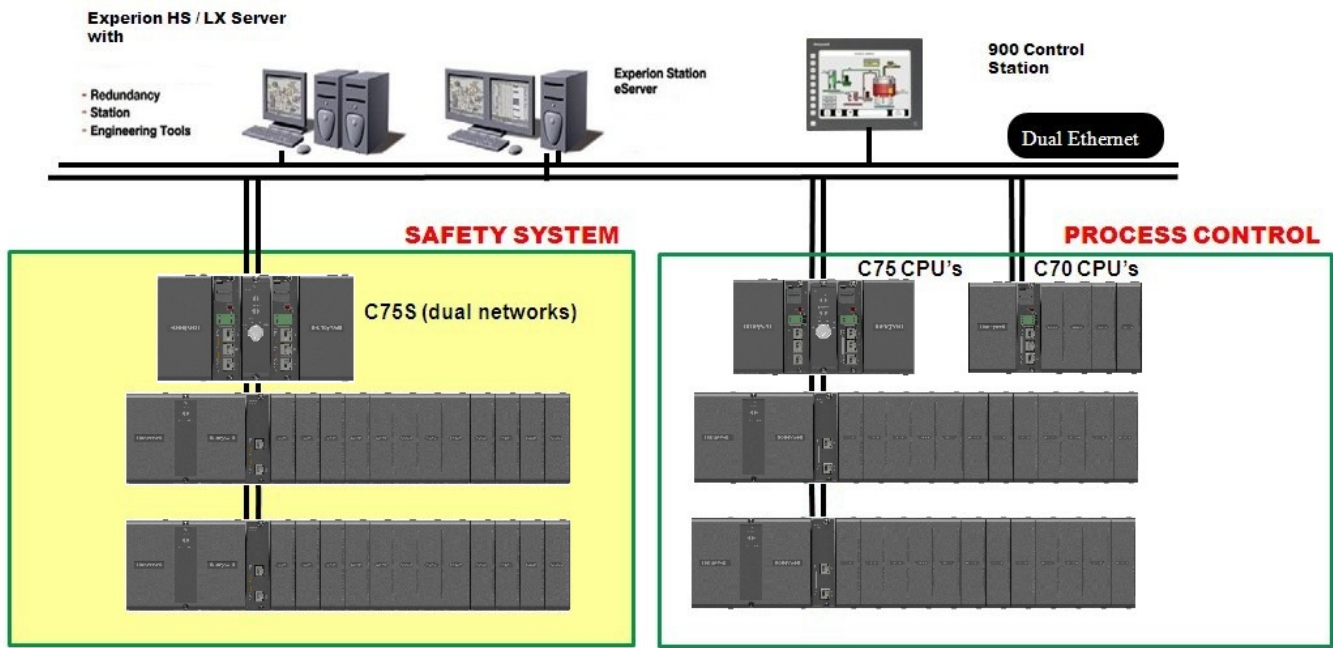 Experion HS / LX Server
with
- Redundancy
- Station
- Engineering Tools
Experion Station
eServer
900 Control
Station
Dual Ethernet
SAFETY SYSTEM
PROCESS CONTROL
C75S (dual networks)
C75 CPU's
C70 CPU's